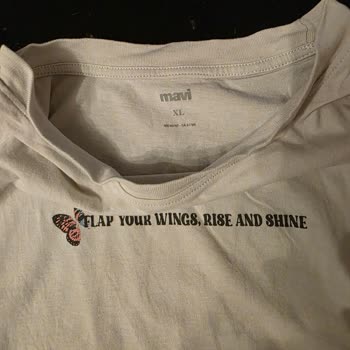 mavi
XL
FLAP YOUR WINGS, RISE AND SHINE